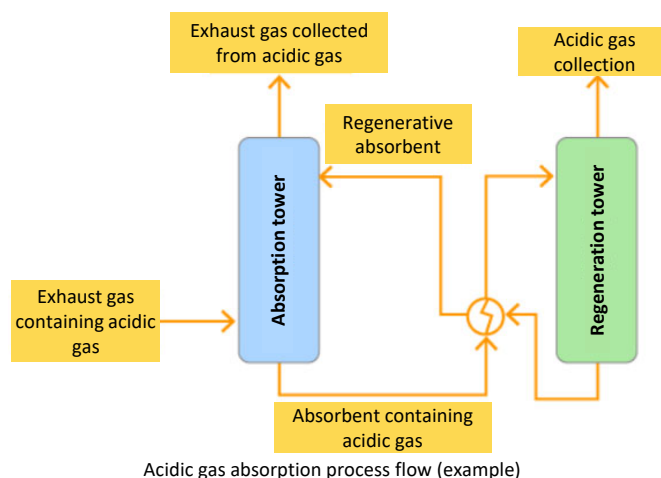 Exhaust gas collected
from acidic gas
Acidic gas
collection
Regenerative
absorbent
Absorption tower
Regeneration tower
Exhaust gas
containing acidic
gas
Absorbent containing
acidic gas
Acidic gas absorption process flow (example)